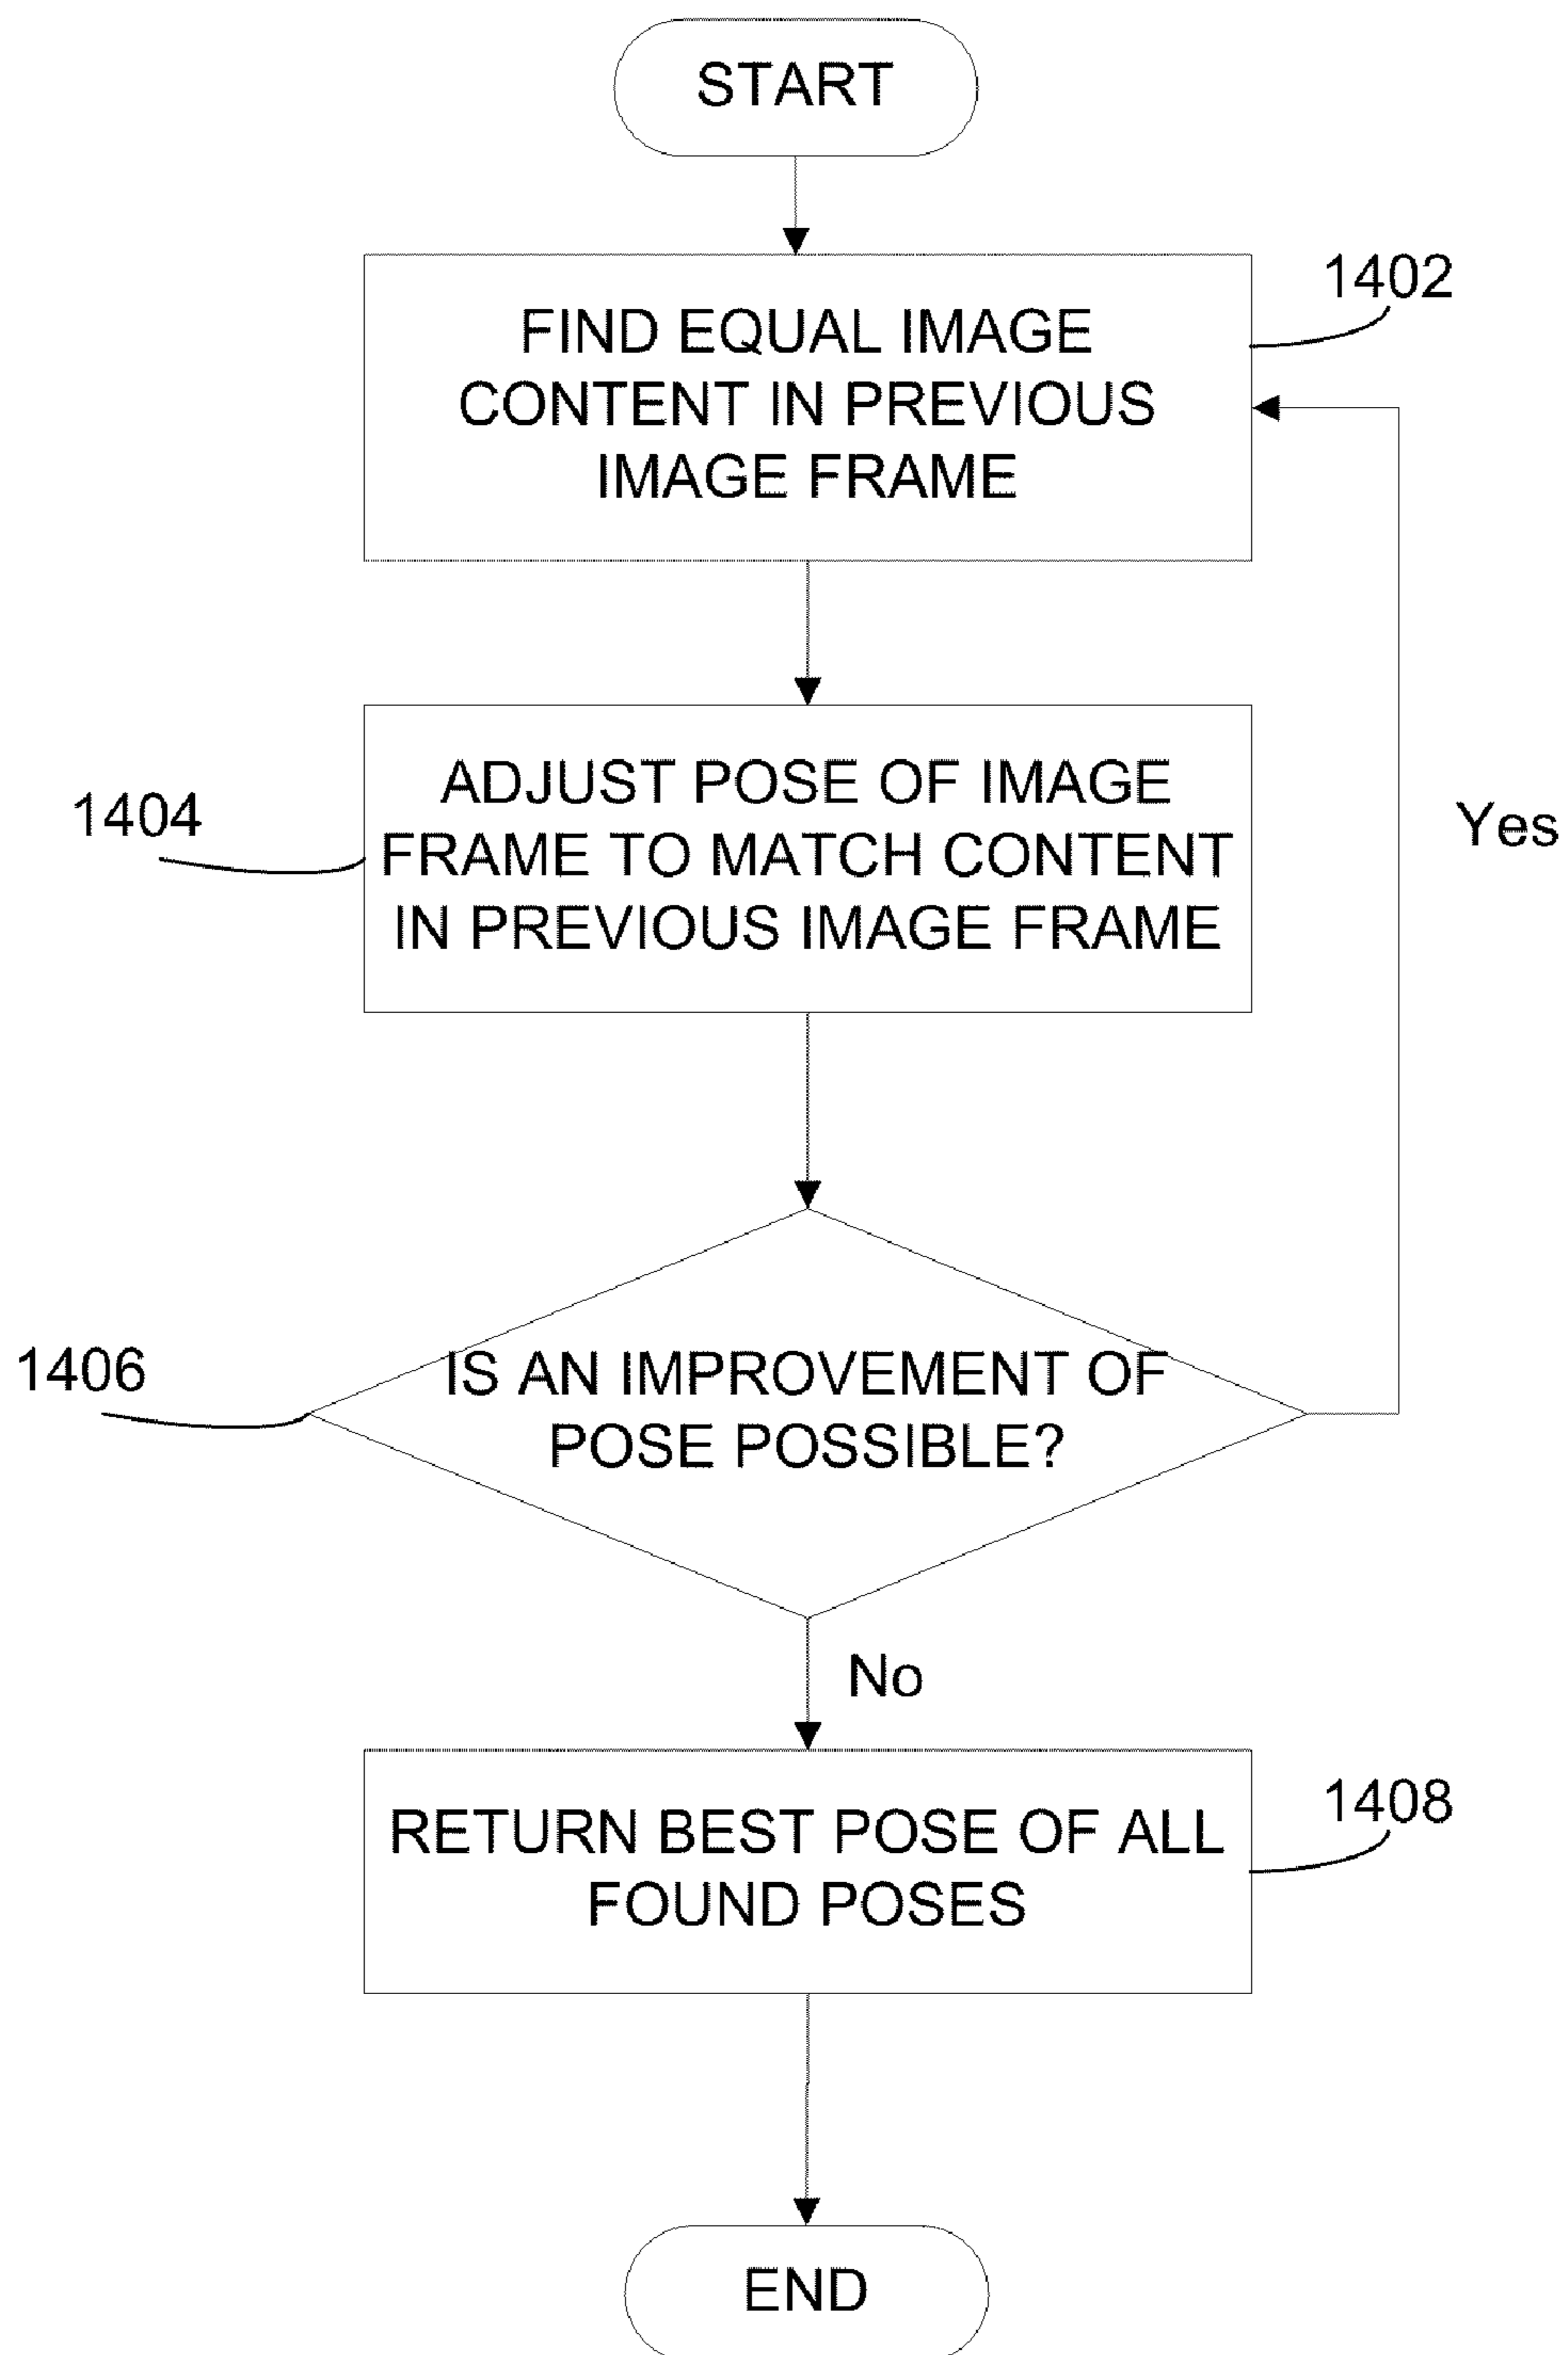 START
1402
FIND EQUAL IMAGE
CONTENT IN PREVIOUS
IMAGE FRAME
1404
ADJUST POSE OF IMAGE
FRAME TO MATCH CONTENT
IN PREVIOUS IMAGE FRAME
Yes
1406
IS AN IMPROVEMENT OF
POSE POSSIBLE?
No
1408
RETURN BEST POSE OF ALL
FOUND POSES
END